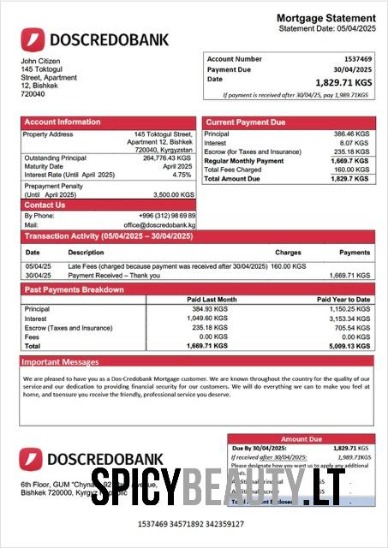 Mortgage Statement
Statement Date: 05/04/2025
DOSCREDOBANK
John Citizen
145 Toktogul
Street, Apartment
12, Bishkek
720040
Account Number 1537469
Payment Due 30/04/2025
Date 1,829.71 KGS
If payment is received after 30/04/25, pay 1,989.71KGS
Account Information
Property Address 145 Toktogul Street,
Apartment 12, Bishkek
720040, Kyrgyzstan
Outstanding Principal 264,776.43 KGS
Maturity Date April 2025
Interest Rate (Until April 2025) 4.75%
Prepayment Penalty
(Until April 2025) 3,500.00 KGS
Contact Us
By Phone: +996 (312) 98 69 89
Mail: office@doscredobank.kg
Current Payment Due
Principal 386.46 KGS
Interest 8.07 KGS
Escrow (for Taxes and Insurance) 235.18 KGS
Regular Monthly Payment 1,669.7 KGS
Total Fees Charged 160.00 KGS
Total Amount Due 1,829.7 KGS
Transaction Activity (05/04/2025 – 30/04/2025)
Date Description Charges Payments
05/04/25 Late Fees (charged because payment was received after 30/04/2025) 160.00 KGS
30/04/25 Payment Received – Thank you 1,669.71 KGS
Past Payments Breakdown
Paid Last Month Paid Year to Date
Principal 384.93 KGS 1,150.25 KGS
Interest 1,049.60 KGS 3,153.34 KGS
Escrow (Taxes and Insurance) 235.18 KGS 705.54 KGS
Fees 0.00 KGS 0.00 KGS
Total 1,669.71 KGS 5,009.13 KGS
Important Messages
We are pleased to have you as a Dos-Credobank Mortgage customer. We are known throughout the country for the quality of our
service and our dedication to providing financial security for our customers. We will do everything we can to make you feel at
home, and to ensure you receive the friendly, professional service you deserve.
DOSCREDOBANK
6th Floor, GUM "Chynar", 92 Avenue,
Bishkek 720000, Kyrgyz Republic
Amount Due
Due By 30/04/2025: 1,829.71 KGS
If received after 30/04/2025: 1,989.71 KGS
Please designate how you want us to apply any additional
funds.
Additional
Additional
Total Amount Enclosed
SPICYBEAUTY.LT
1537469 34571892 342359127